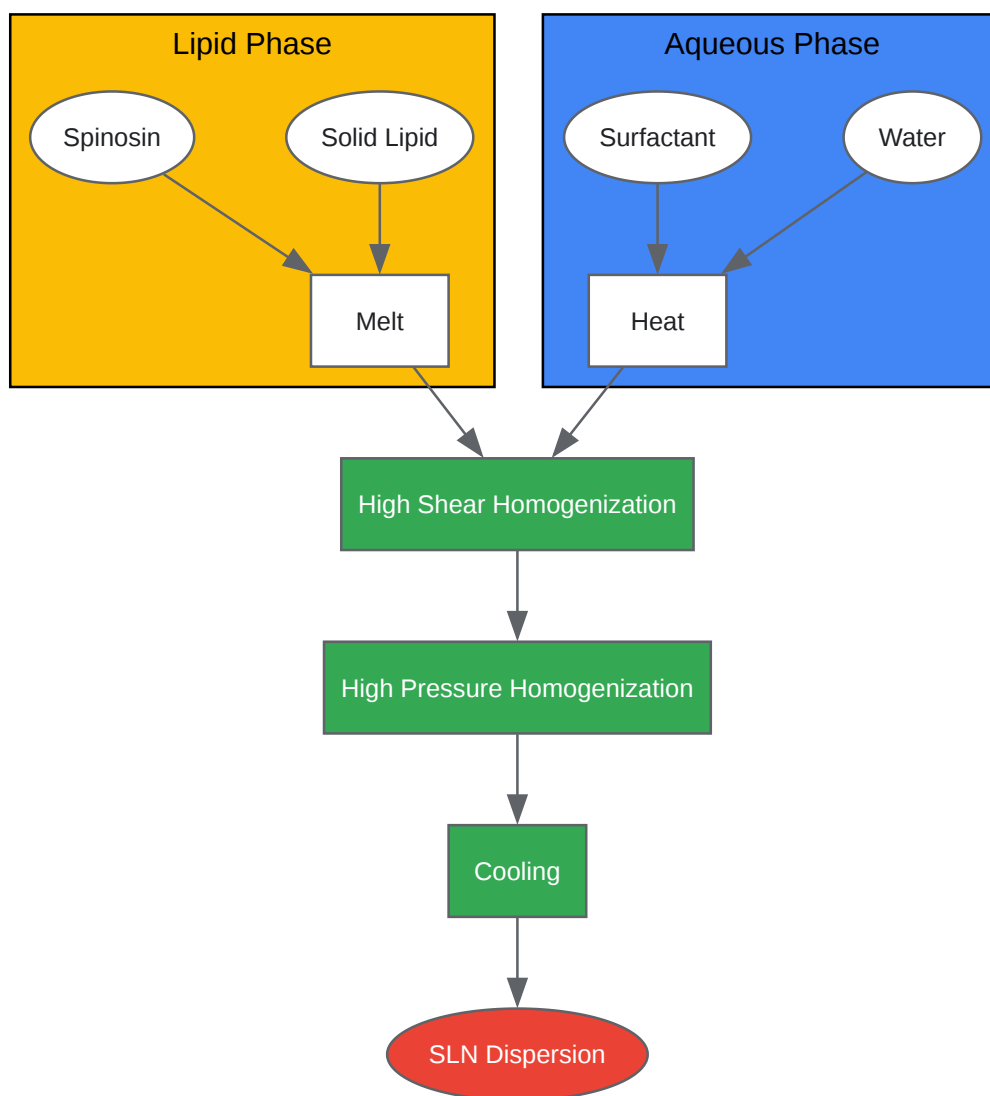 Lipid Phase
Aqueous Phase
Spinosin
Solid Lipid
Surfactant
Water
Melt
Heat
High Shear Homogenization
High Pressure Homogenization
Cooling
SLN Dispersion